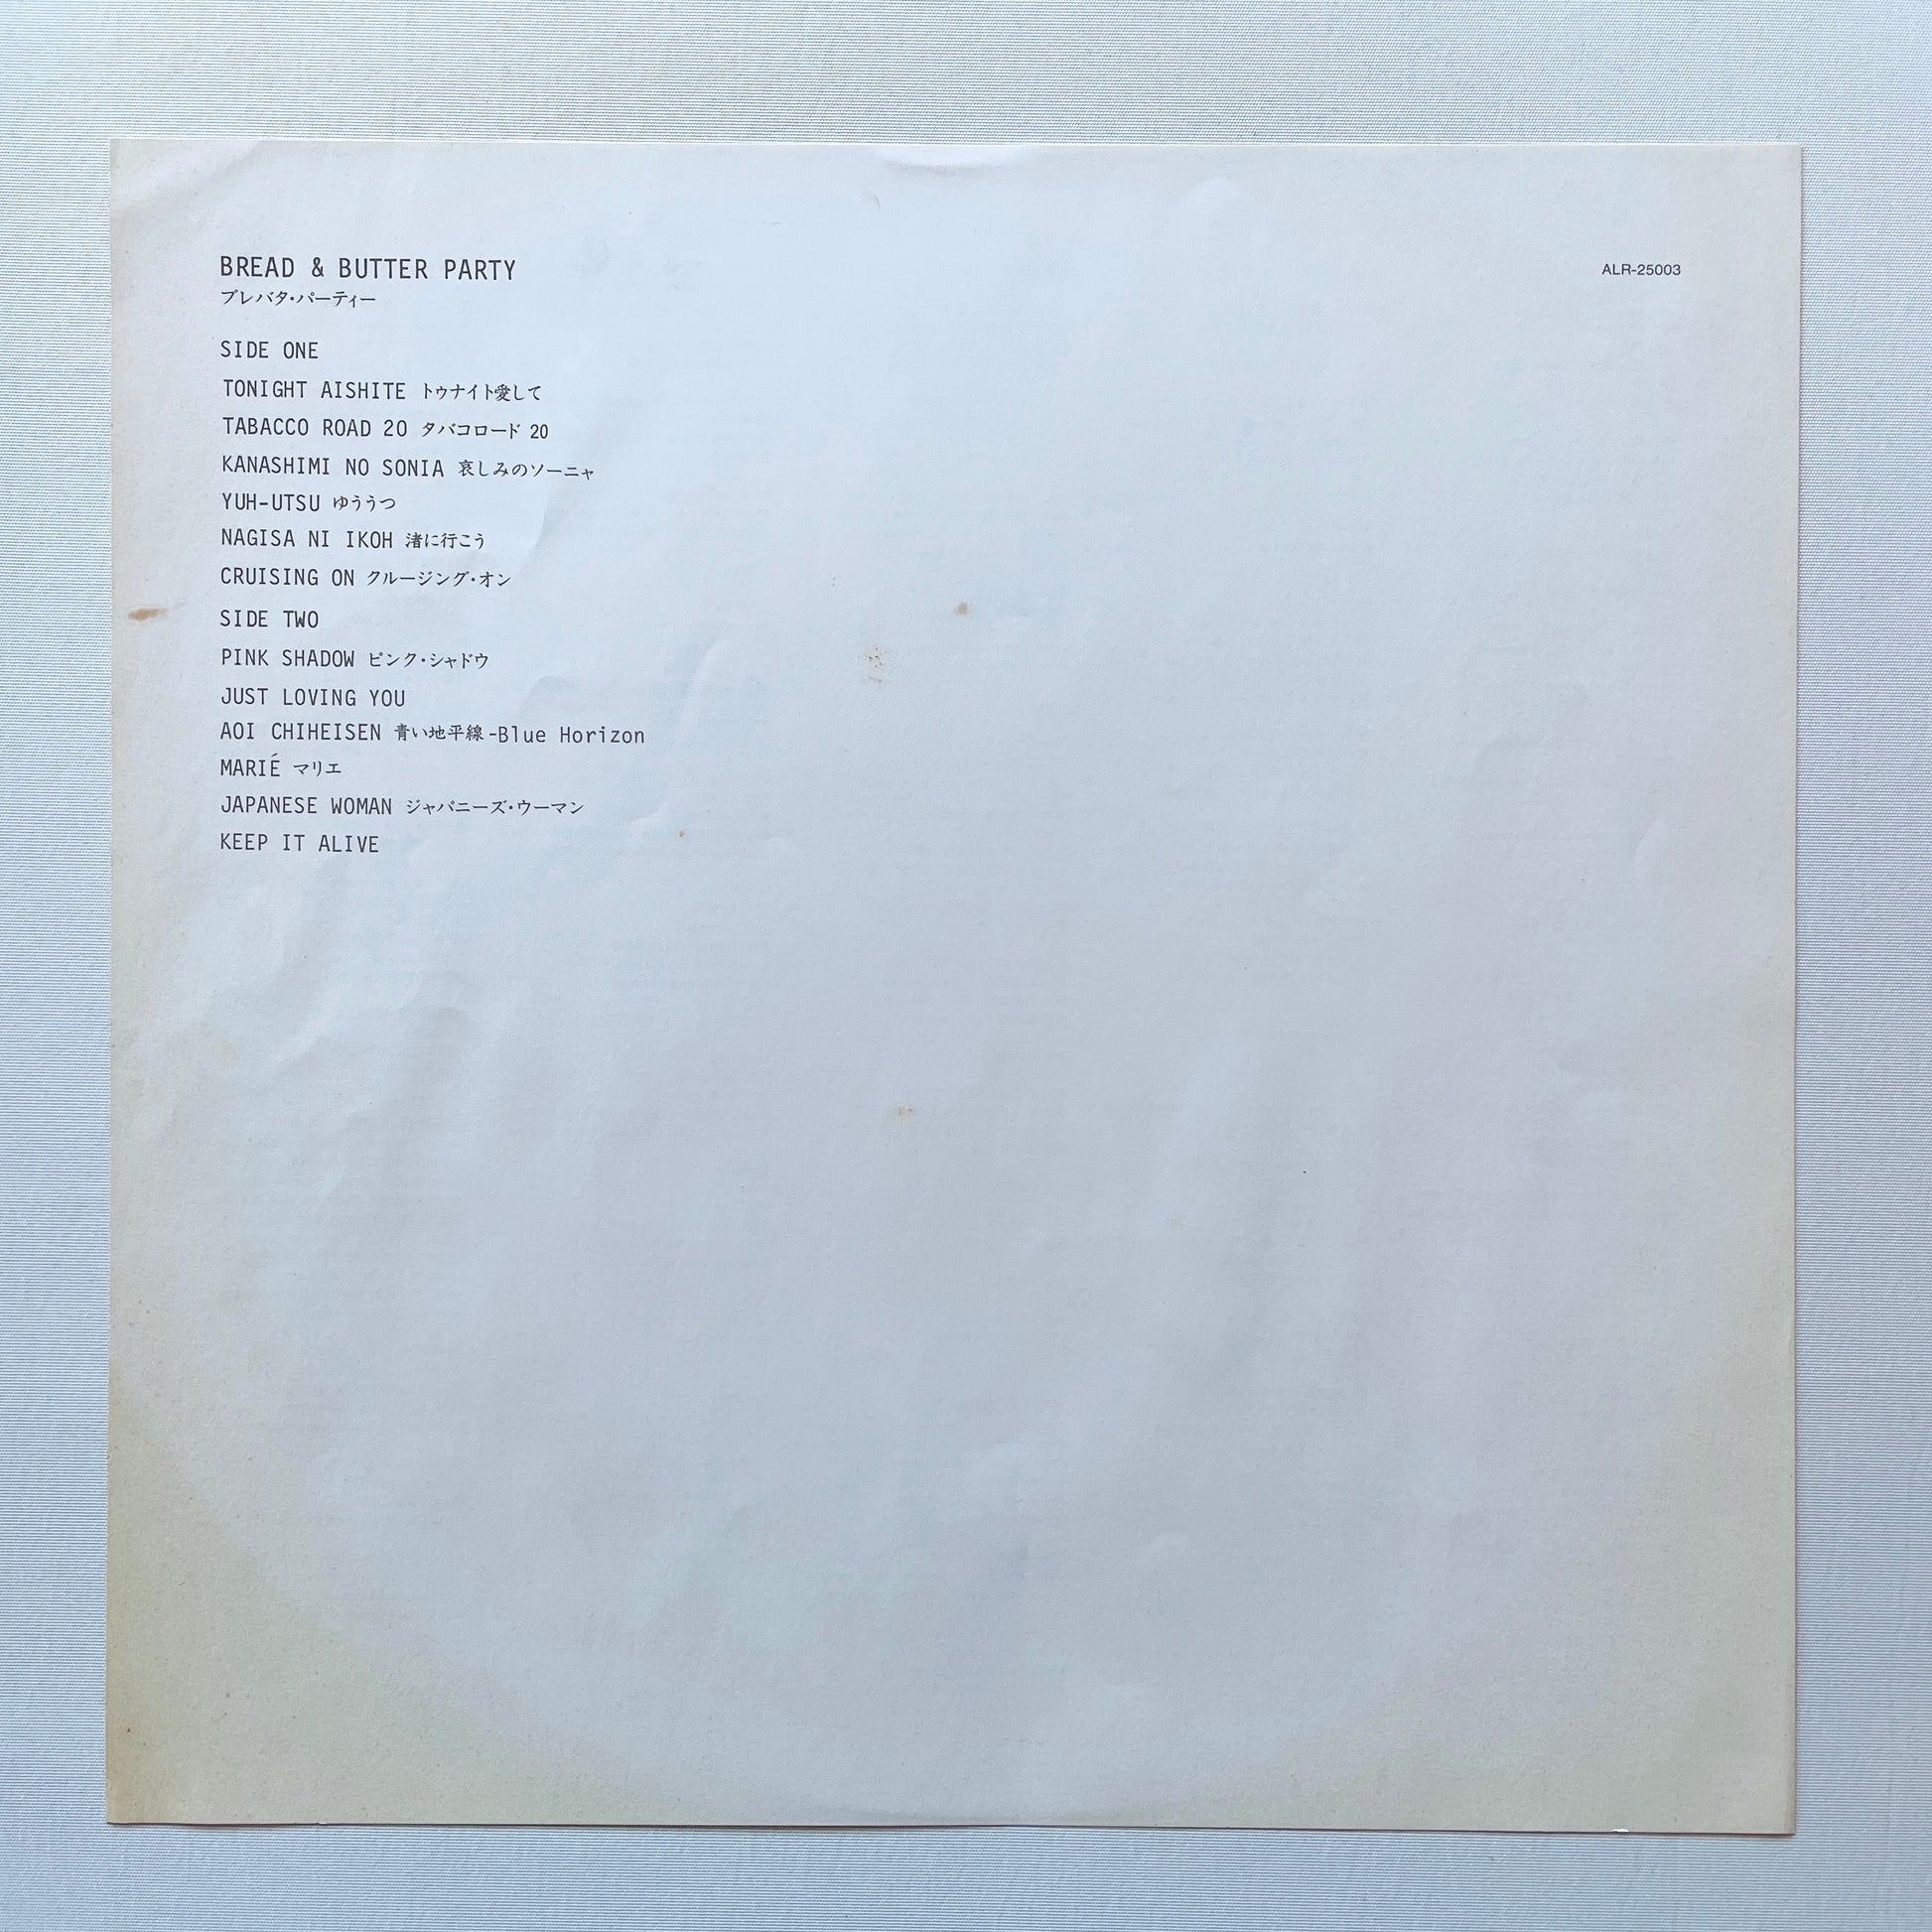 BREAD & BUTTER PARTY
ブレバタ・パーティー
ALR-25003
SIDE ONE
TONIGHT AISHITE トゥナイト愛して
TABACCO ROAD 20 タバコロード 20
KANASHIMI NO SONIA 哀しみのソーニャ
YUH-UTSU ゆううつ
NAGISA NI IKOH 渚に行こう
CRUISING ON クルージング・オン
SIDE TWO
PINK SHADOW ピンク・シャドウ
JUST LOVING YOU
AOI CHIHEISEN 青い地平線-Blue Horizon
MARIÉ マリエ
JAPANESE WOMAN ジャパニーズ・ウーマン
KEEP IT ALIVE